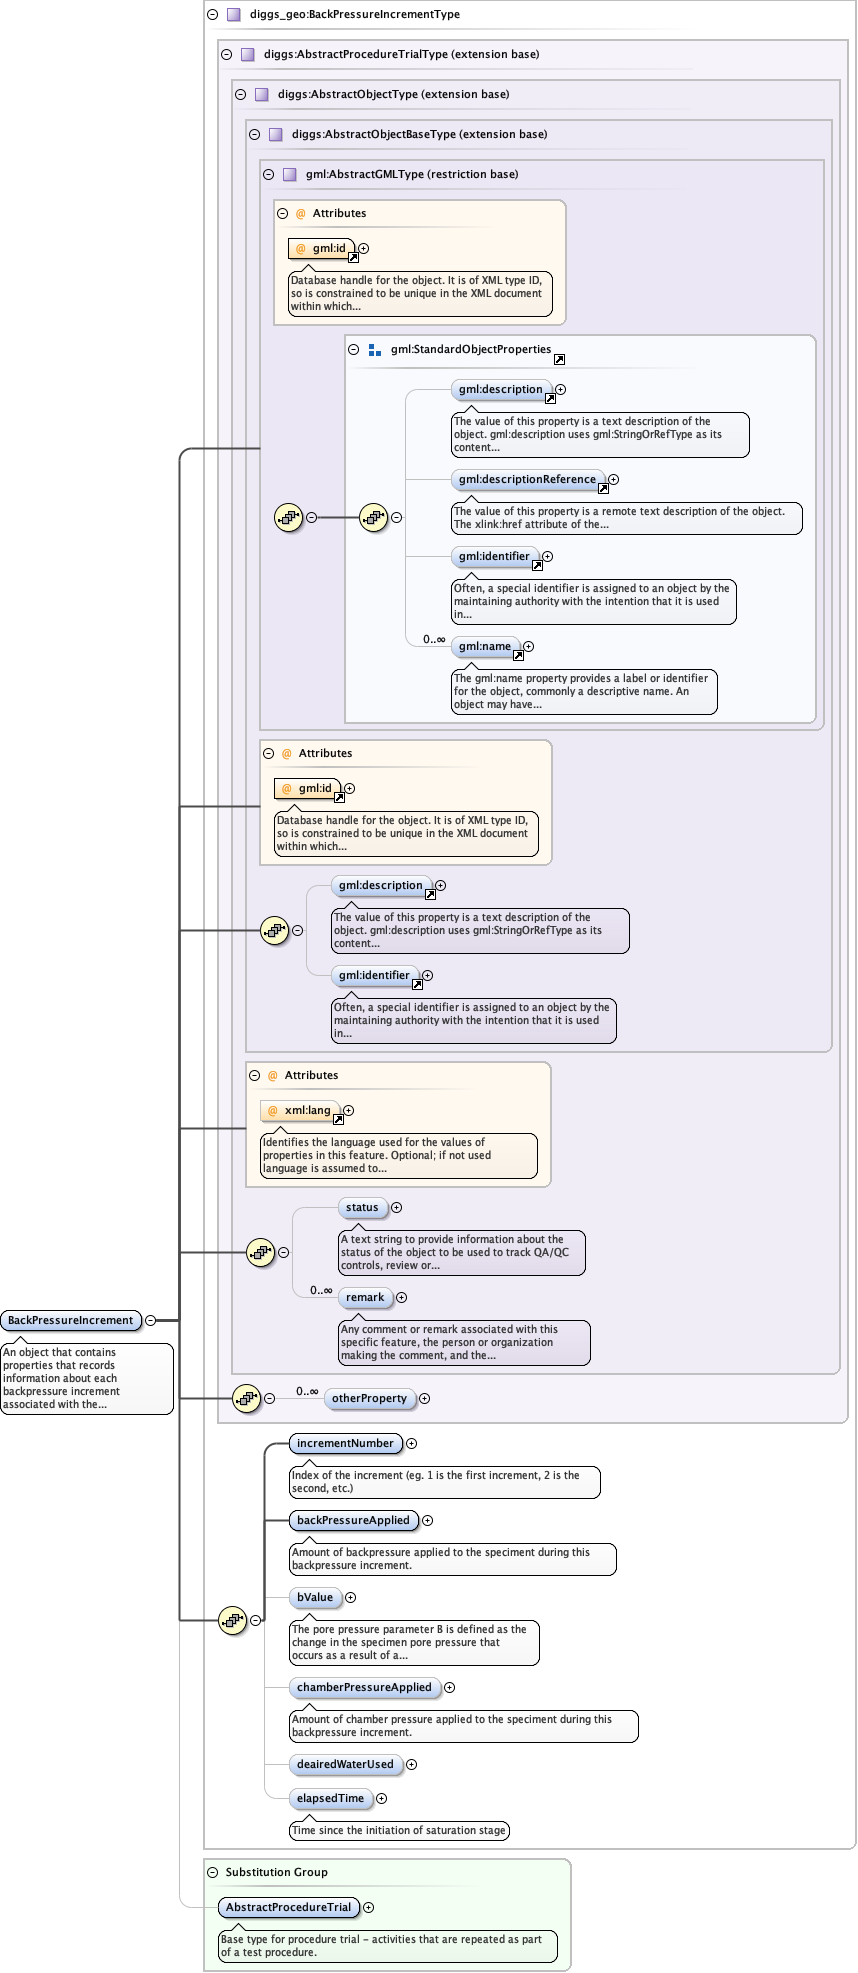 diggs_geo:BackPressureIncrementType
diggs:AbstractProcedureTrialType (extension base)
diggs:AbstractObjectType (extension base)
diggs:AbstractObjectBaseType (extension base)
gml:AbstractGMLType (restriction base)
@ Attributes
@ gml:id
Database handle for the object. It is of XML type ID,
so is constrained to be unique in the XML document
within which...
gml:StandardObjectProperties
gml:description
The value of this property is a text description of the
object. gml:description uses gml:StringOrRefType as its
content...
gml:descriptionReference
The value of this property is a remote text description of the object.
The xlink:href attribute of the...
gml:identifier
Often, a special identifier is assigned to an object by the
maintaining authority with the intention that it is used
in...
0..∞
gml:name
The gml:name property provides a label or identifier
for the object, commonly a descriptive name. An
object may have...
@ Attributes
@ gml:id
Database handle for the object. It is of XML type ID,
so is constrained to be unique in the XML document
within which...
gml:description
The value of this property is a text description of the
object. gml:description uses gml:StringOrRefType as its
content...
gml:identifier
Often, a special identifier is assigned to an object by the
maintaining authority with the intention that it is used
in...
@ Attributes
@ xml:lang
Identifies the language used for the values of
properties in this feature. Optional; if not used
language is assumed to...
status
A text string to provide information about the
status of the object to be used to track QA/QC
controls, review or...
0..∞
remark
Any comment or remark associated with this
specific feature, the person or organization
making the comment, and the...
BackPressureIncrement
An object that contains
properties that records
information about each
backpressure increment
associated with the...
0..∞
otherProperty
incrementNumber
Index of the increment (eg. 1 is the first increment, 2 is the
second, etc.)
backPressureApplied
Amount of backpressure applied to the speciment during this
backpressure increment.
bValue
The pore pressure parameter B is defined as the
change in the specimen pore pressure that
occurs as a result of a...
chamberPressureApplied
Amount of chamber pressure applied to the speciment during this
backpressure increment.
deairedWaterUsed
elapsedTime
Time since the initiation of saturation stage
Substitution Group
AbstractProcedureTrial
Base type for procedure trial - activities that are repeated as part
of a test procedure.